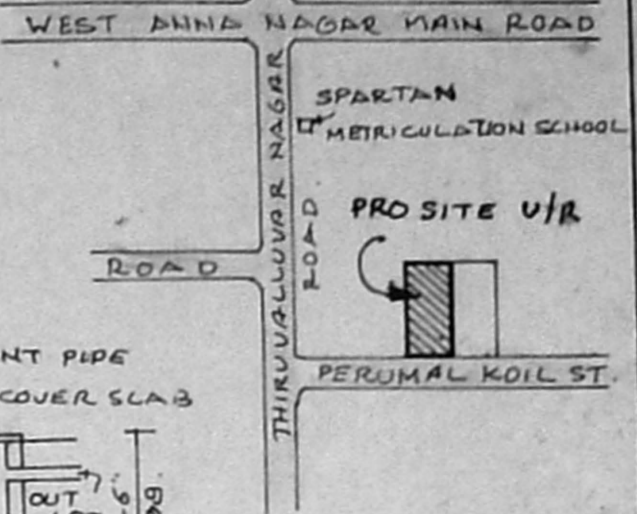 WEST ANNA NAGAR MAIN ROAD
SPARTAN
METRICULATION SCHOOL
THIRUVALLUVAR NAGAR
ROAD
PRO SITE U/R
ROAD
PERUMAL KOIL ST.
NT PIPE
COVER SLAB
OUT